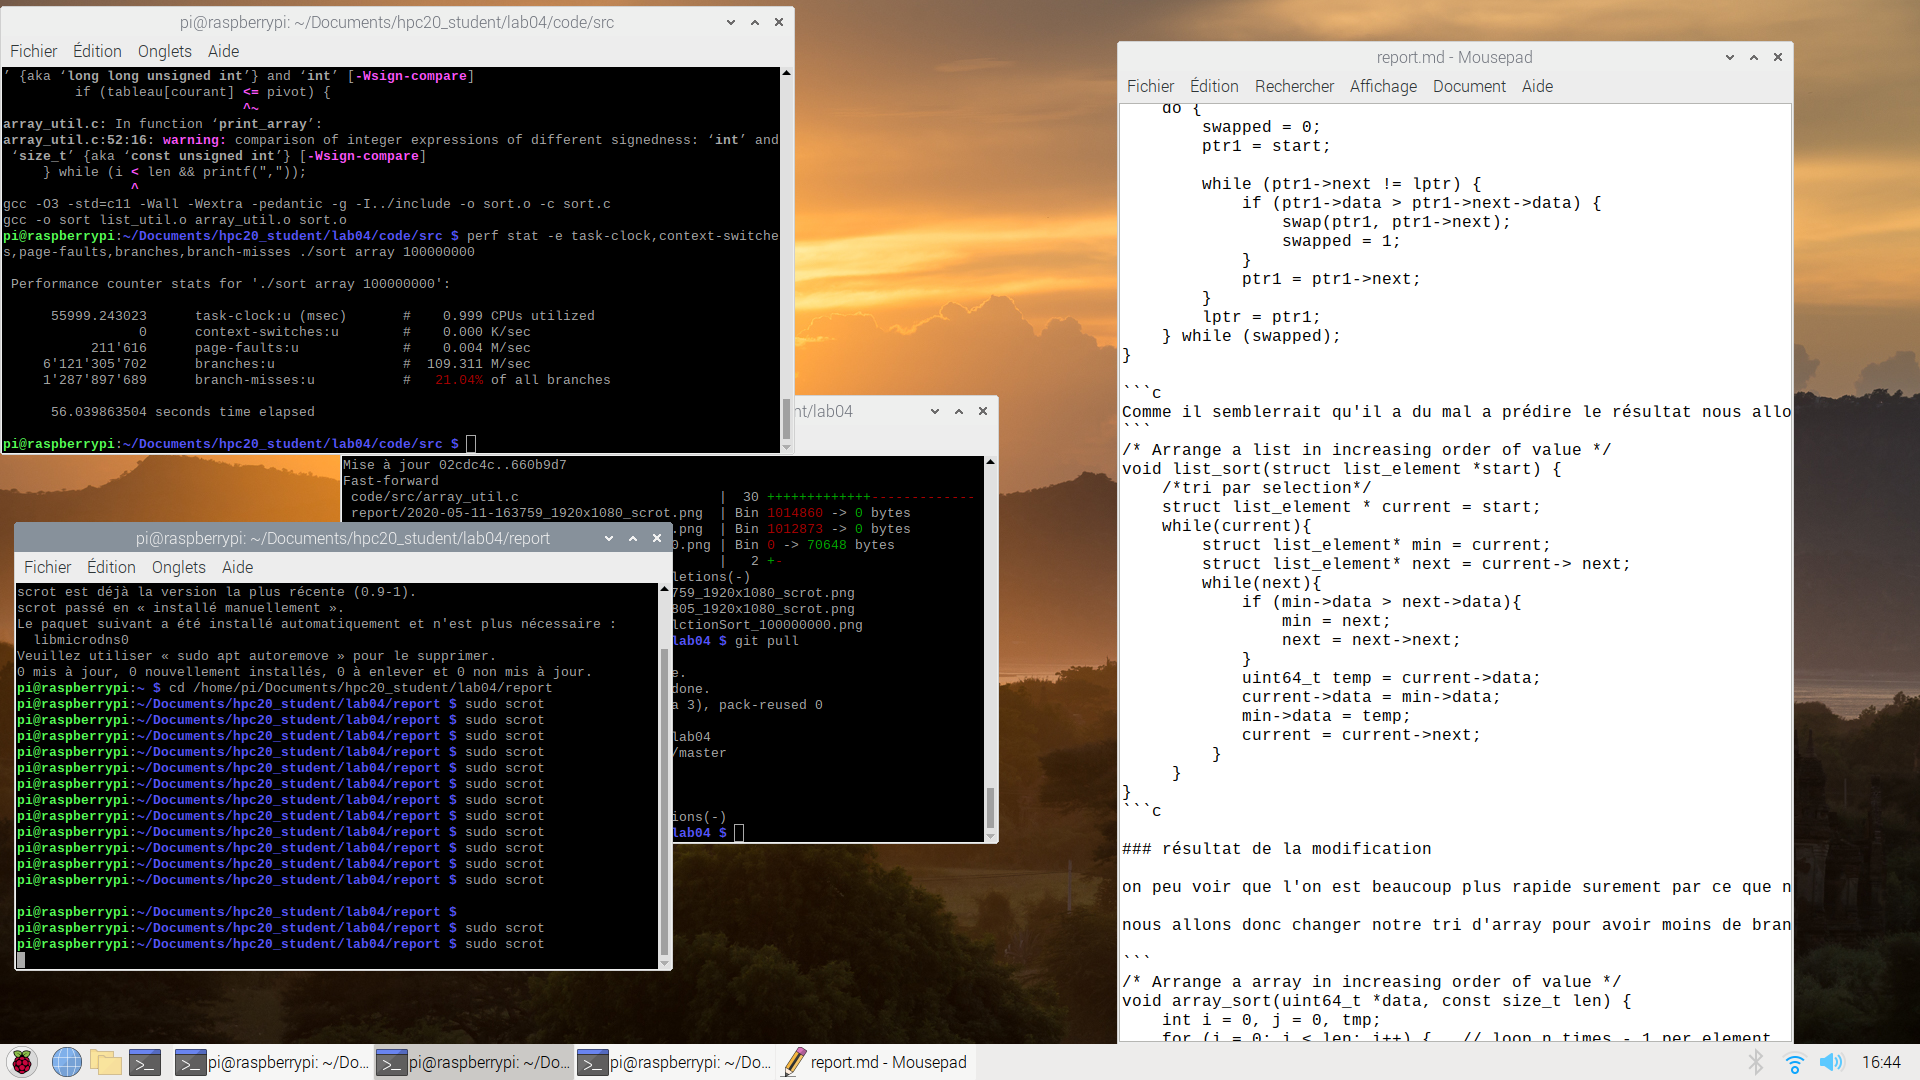 pi@raspberrypi: ~/Documents/hpc20_student/lab04/code/src
Fichier Édition Onglets Aide
’ {aka ‘long long unsigned int’} and ‘int’ [-Wsign-compare]
if (tableau[courant] <= pivot) {
^~
array_util.c: In function ‘print_array’:
array_util.c:52:16: warning: comparison of integer expressions of different signedness: ‘int’ and
‘size_t’ {aka ‘const unsigned int’} [-Wsign-compare]
} while (i < len && printf(","));
^
gcc -O3 -std=c11 -Wall -Wextra -pedantic -g -I../include -o sort.o -c sort.c
gcc -o sort list_util.o array_util.o sort.o
pi@raspberrypi:~/Documents/hpc20_student/lab04/code/src $ perf stat -e task-clock,context-switche
s,page-faults,branches,branch-misses ./sort array 100000000
Performance counter stats for './sort array 100000000':
55999.243023 task-clock:u (msec) # 0.999 CPUs utilized
0 context-switches:u # 0.000 K/sec
211'616 page-faults:u # 0.004 M/sec
6'121'305'702 branches:u # 109.311 M/sec
1'287'897'689 branch-misses:u # 21.04% of all branches
56.039863504 seconds time elapsed
pi@raspberrypi:~/Documents/hpc20_student/lab04/code/src $
nt/lab04
Mise à jour 02cdc4c..660b9d7
Fast-forward
code/src/array_util.c | 30 +++++++++++++-------------
report/2020-05-11-163759_1920x1080_scrot.png | Bin 1014860 -> 0 bytes
.png | Bin 1012873 -> 0 bytes
0.png | Bin 0 -> 70648 bytes
| 2 +-
letions(-)
759_1920x1080_scrot.png
805_1920x1080_scrot.png
lctionSort_100000000.png
lab04 $ git pull
e.
done.
a 3), pack-reused 0
lab04
/master
ions(-)
lab04 $
pi@raspberrypi: ~/Documents/hpc20_student/lab04/report
Fichier Édition Onglets Aide
scrot est déjà la version la plus récente (0.9-1).
scrot passé en « installé manuellement ».
Le paquet suivant a été installé automatiquement et n'est plus nécessaire :
libmicrodns0
Veuillez utiliser « sudo apt autoremove » pour le supprimer.
0 mis à jour, 0 nouvellement installés, 0 à enlever et 0 non mis à jour.
pi@raspberrypi:~ $ cd /home/pi/Documents/hpc20_student/lab04/report
pi@raspberrypi:~/Documents/hpc20_student/lab04/report $ sudo scrot
pi@raspberrypi:~/Documents/hpc20_student/lab04/report $ sudo scrot
pi@raspberrypi:~/Documents/hpc20_student/lab04/report $ sudo scrot
pi@raspberrypi:~/Documents/hpc20_student/lab04/report $ sudo scrot
pi@raspberrypi:~/Documents/hpc20_student/lab04/report $ sudo scrot
pi@raspberrypi:~/Documents/hpc20_student/lab04/report $ sudo scrot
pi@raspberrypi:~/Documents/hpc20_student/lab04/report $ sudo scrot
pi@raspberrypi:~/Documents/hpc20_student/lab04/report $ sudo scrot
pi@raspberrypi:~/Documents/hpc20_student/lab04/report $ sudo scrot
pi@raspberrypi:~/Documents/hpc20_student/lab04/report $ sudo scrot
pi@raspberrypi:~/Documents/hpc20_student/lab04/report $ sudo scrot
pi@raspberrypi:~/Documents/hpc20_student/lab04/report $ sudo scrot
pi@raspberrypi:~/Documents/hpc20_student/lab04/report $
pi@raspberrypi:~/Documents/hpc20_student/lab04/report $ sudo scrot
pi@raspberrypi:~/Documents/hpc20_student/lab04/report $ sudo scrot
report.md - Mousepad
Fichier Édition Rechercher Affichage Document Aide
do {
swapped = 0;
ptr1 = start;
while (ptr1->next != lptr) {
if (ptr1->data > ptr1->next->data) {
swap(ptr1, ptr1->next);
swapped = 1;
}
ptr1 = ptr1->next;
}
lptr = ptr1;
} while (swapped);
}
```c
Comme il semblerrait qu'il a du mal a prédire le résultat nous allo
```
/* Arrange a list in increasing order of value */
void list_sort(struct list_element *start) {
/*tri par selection*/
struct list_element * current = start;
while(current){
struct list_element* min = current;
struct list_element* next = current-> next;
while(next){
if (min->data > next->data){
min = next;
next = next->next;
}
uint64_t temp = current->data;
current->data = min->data;
min->data = temp;
current = current->next;
}
}
}
```c
### résultat de la modification
on peu voir que l'on est beaucoup plus rapide surement par ce que n
nous allons donc changer notre tri d'array pour avoir moins de bran
```
/* Arrange a array in increasing order of value */
void array_sort(uint64_t *data, const size_t len) {
int i = 0, j = 0, tmp;
for (i = 0; i < len; i++) { // loop n times - 1 per element
pi@raspberrypi: ~/Do...
pi@raspberrypi: ~/Do...
pi@raspberrypi: ~/Do...
report.md - Mousepad
16:44